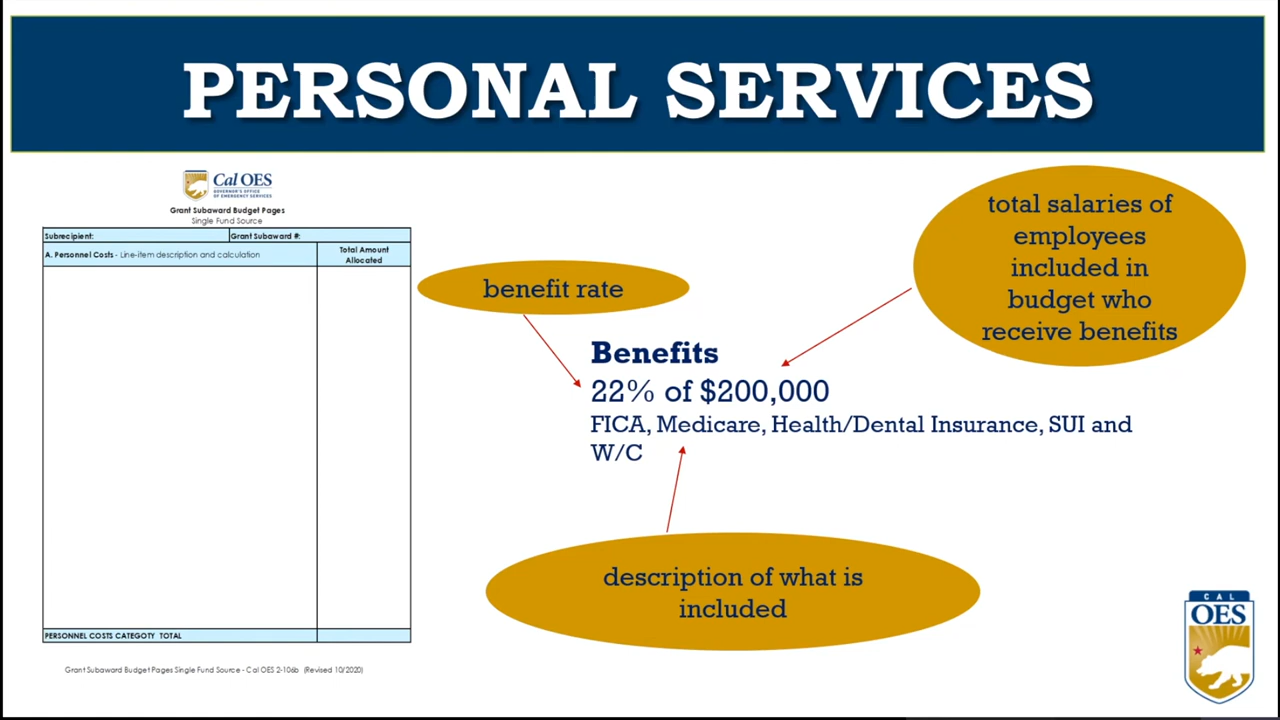 PERSONAL SERVICES
Cal OES
GOVERNOR'S OFFICE
OF EMERGENCY SERVICES
Grant Subaward Budget Pages
Single Fund Source
Subrecipient: Grant Subaward #:
A. Personnel Costs - Line-item description and calculation
Total Amount
Allocated
PERSONNEL COSTS CATEGOTY TOTAL
Grant Subaward Budget Pages Single Fund Source - Cal OES 2-106b (Revised 10/2020)
benefit rate
total salaries of
employees
included in
budget who
receive benefits
Benefits
22% of $200,000
FICA, Medicare, Health/Dental Insurance, SUI and
W/C
description of what is
included
CAL
OES